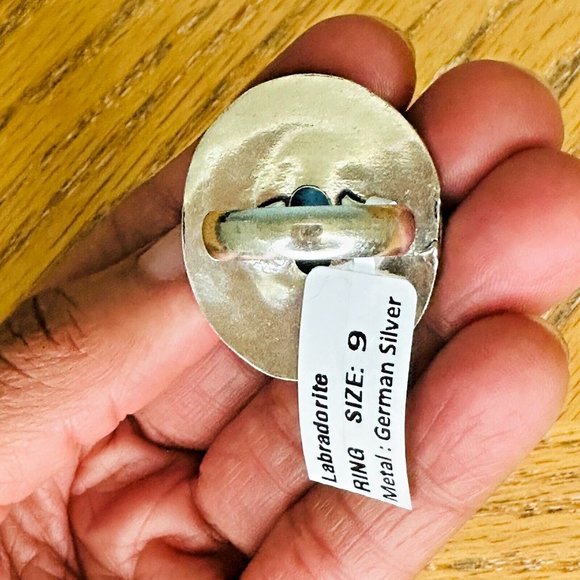 Labradorite
RING SIZE: 9
Metal : German Silver